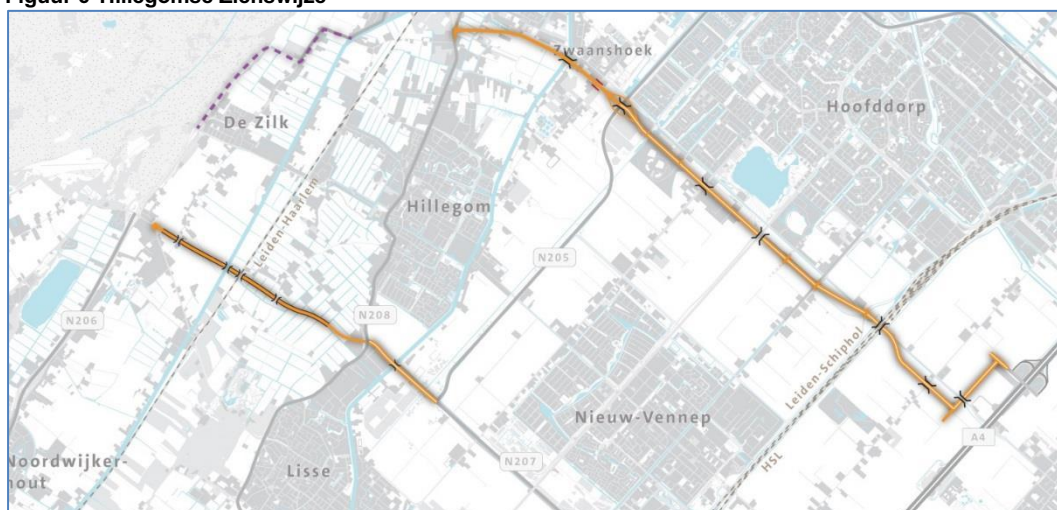 Figuur 6 Hillegomse Zienswijze
Zwaanshoek
Hoofddorp
De Zilk
Leiden-Haarlem
Hillegom
N205
N206
N208
Leiden-Schiphol
Nieuw-Vennep
A4
Noordwijker-
hout
Lisse
N207
HSL